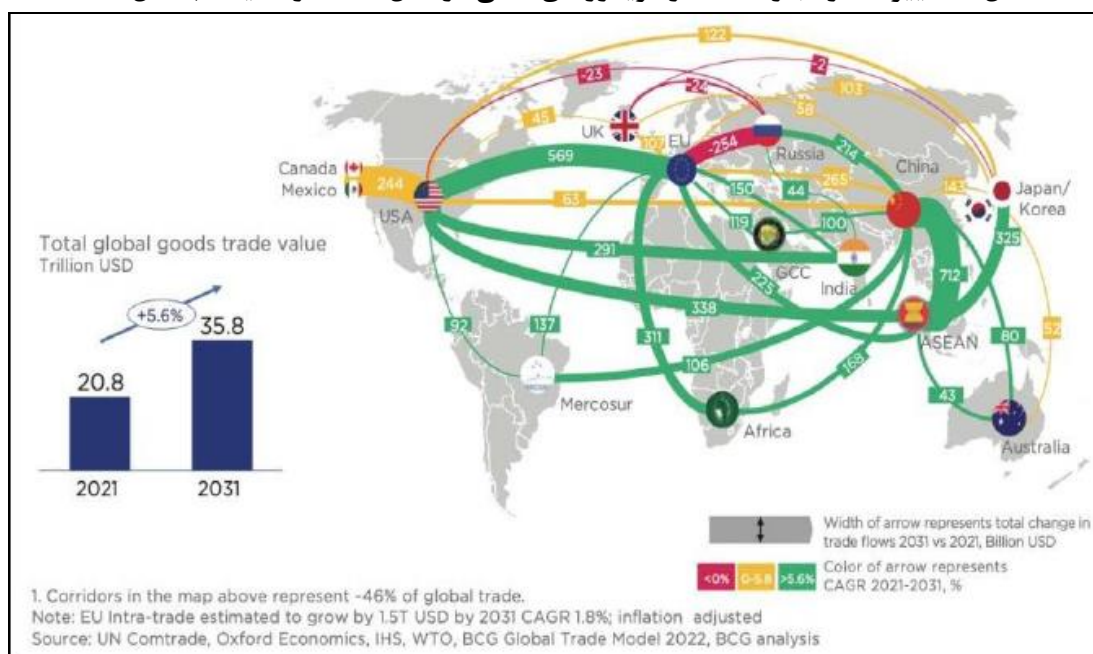 122
-23
-2
-24
103
58
45
UK
107
EU
-254
Russia
214
China
569
Canada
Mexico
244
USA
150
265
44
143
Japan/
Korea
63
119
100
325
GCC
291
India
712
225
338
ASEAN
92
137
311
106
168
80
52
43
Mercosur
Africa
Australia
Total global goods trade value
Trillion USD
+5.6%
20.8
35.8
2021
2031
Width of arrow represents total change in
trade flows 2031 vs 2021, Billion USD
<0%
0-5.8
>5.6%
Color of arrow represents
CAGR 2021-2031, %
1. Corridors in the map above represent ~46% of global trade.
Note: EU Intra-trade estimated to grow by 1.5T USD by 2031 CAGR 1.8%; inflation adjusted
Source: UN Comtrade, Oxford Economics, IHS, WTO, BCG Global Trade Model 2022, BCG analysis